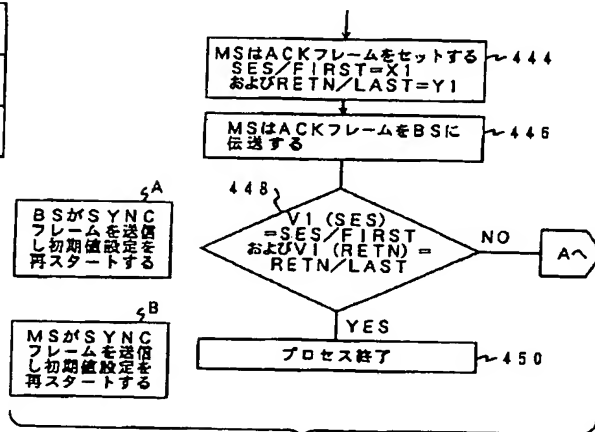 MSはACKフレームをセットする
SES/FIRST=X1
およびRETN/LAST=Y1
444
MSはACKフレームをBSに
伝送する
446
448
V1(SES)
=SES/FIRST
およびV1(RETN)=
RETN/LAST
NO
Aへ
YES
プロセス終了
450
A
BSがSYNC
フレームを送信
し初期値設定を
再スタートする
B
MSがSYNC
フレームを送信
し初期値設定を
再スタートする